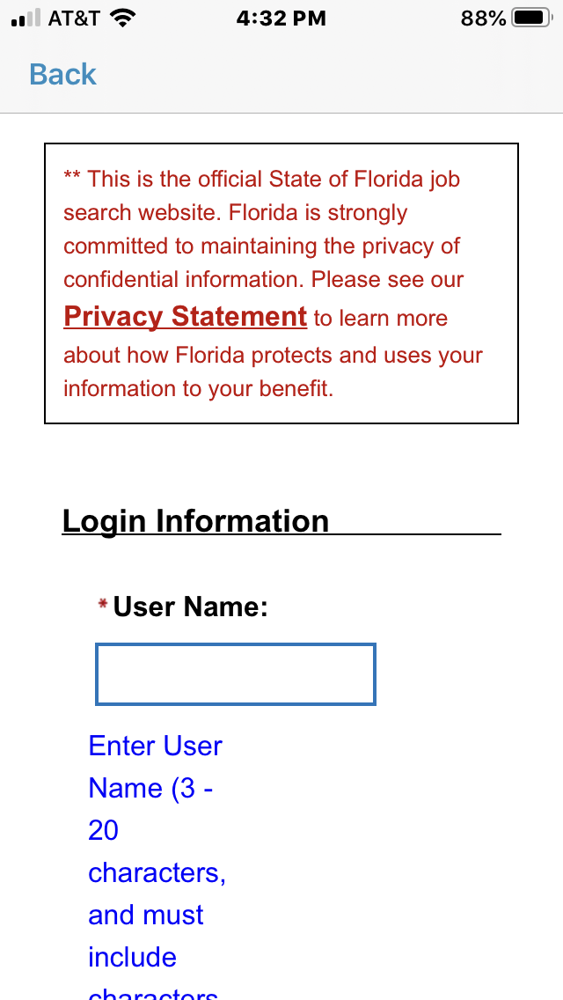 AT&T 4:32 PM 88%
Back
** This is the official State of Florida job
search website. Florida is strongly
committed to maintaining the privacy of
confidential information. Please see our
Privacy Statement to learn more
about how Florida protects and uses your
information to your benefit.
Login Information
* User Name:
Enter User
Name (3 -
20
characters,
and must
include
characters